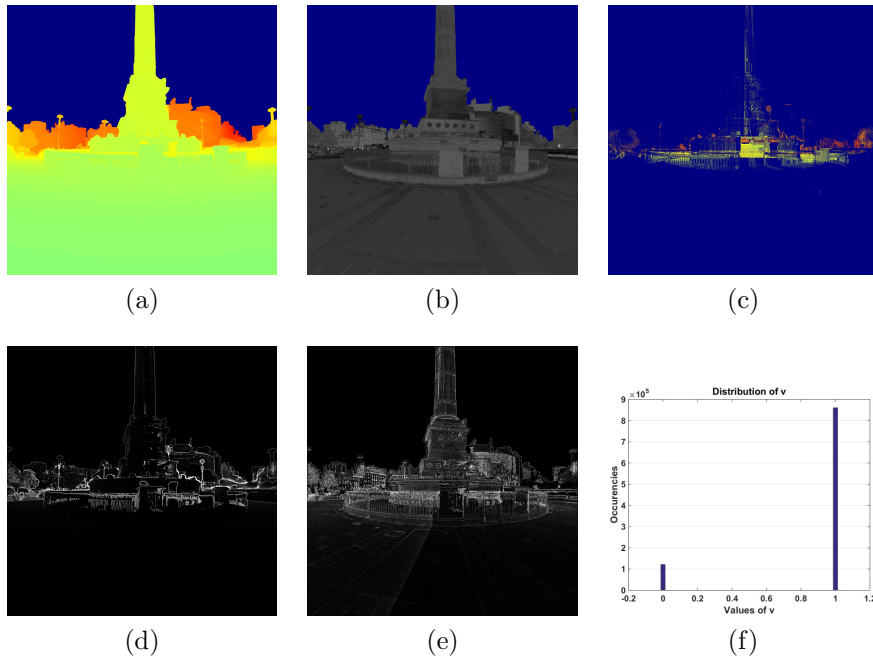 (a)
(b)
(c)
(d)
(e)
Distribution of v
×10⁵
9
8
7
6
5
4
3
2
1
0
Occurencies
-0.2 0 0.2 0.4 0.6 0.8 1 1.2
Values of v
(f)